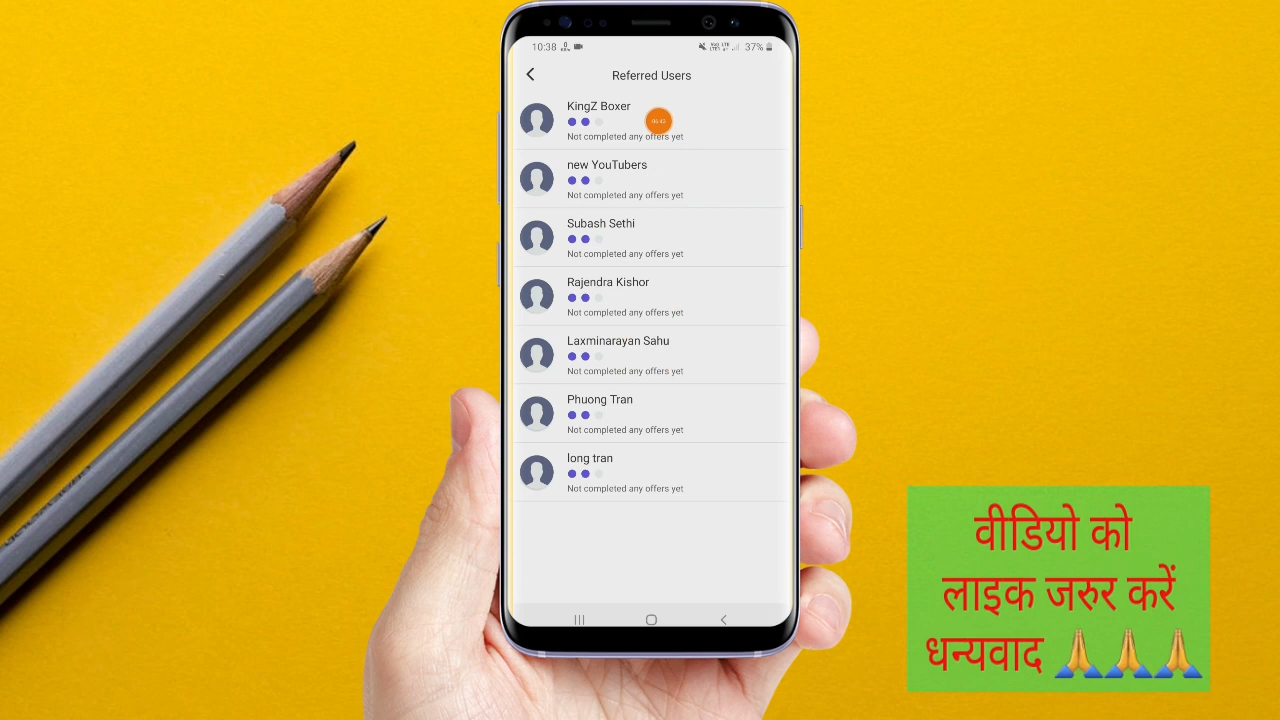 10:38
37%
Referred Users
KingZ Boxer
Not completed any offers yet
new YouTubers
Not completed any offers yet
Subash Sethi
Not completed any offers yet
Rajendra Kishor
Not completed any offers yet
Laxminarayan Sahu
Not completed any offers yet
Phuong Tran
Not completed any offers yet
long tran
Not completed any offers yet
वीडियो को
लाइक जरुर करें
धन्यवाद 🙏🙏🙏